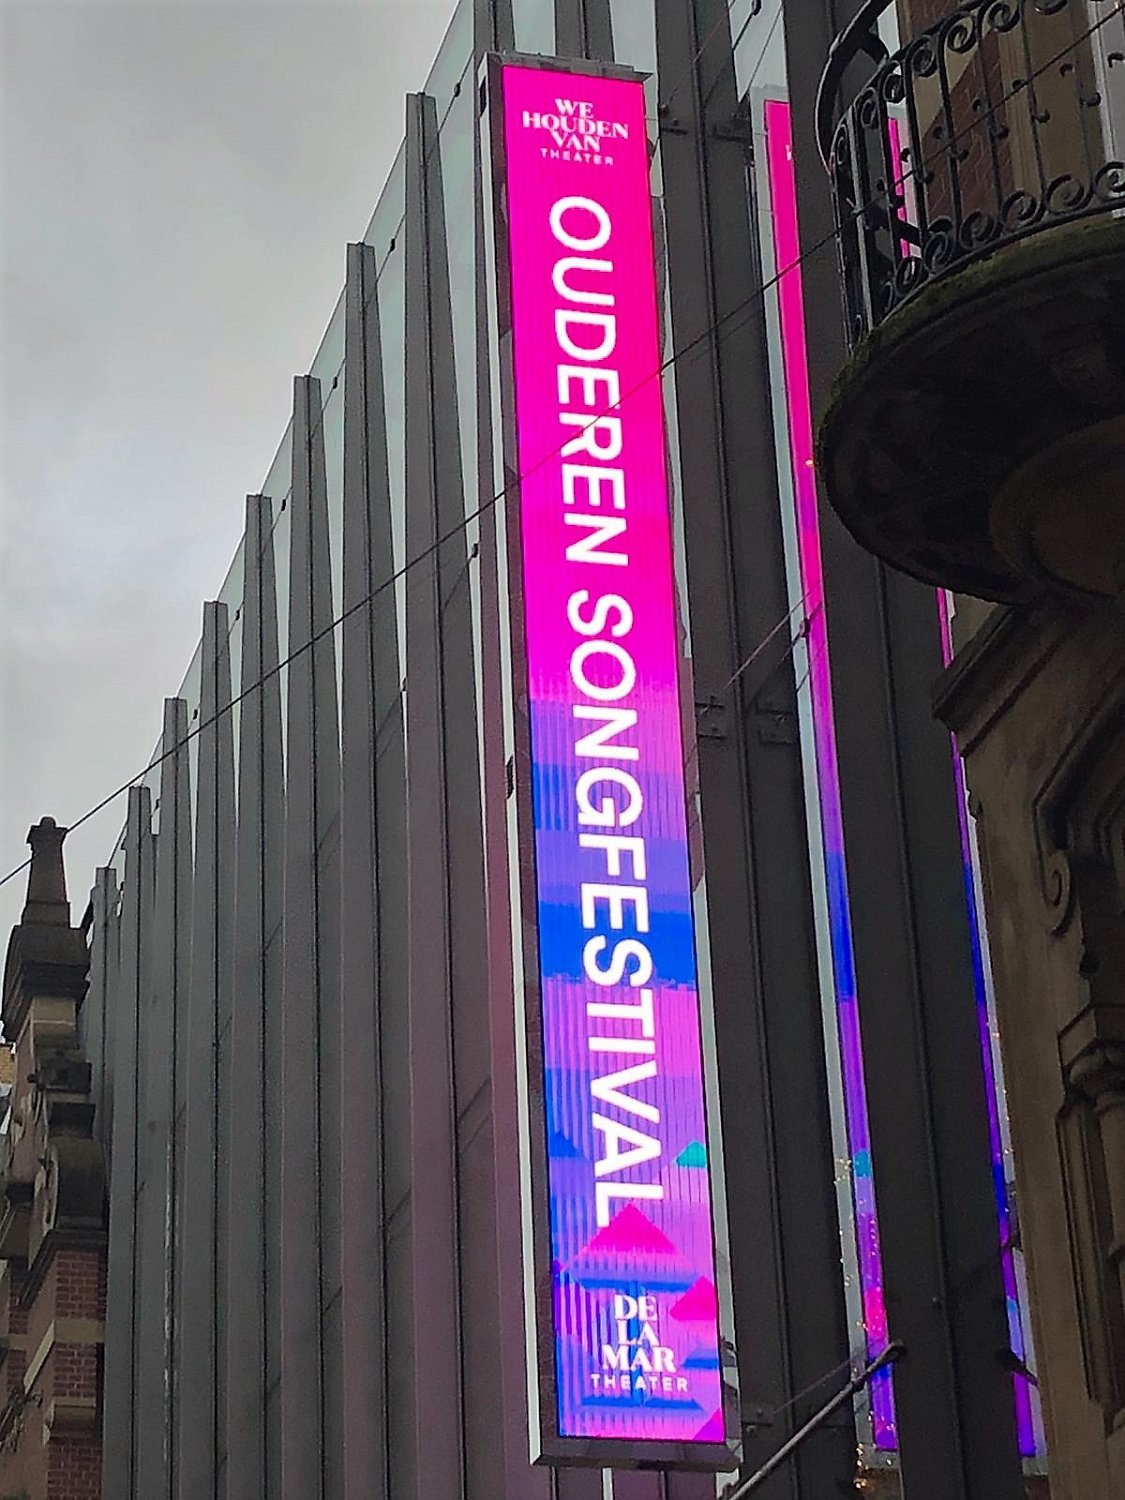 WE
HOUDEN
VAN
THEATER
OUDEREN SONGFESTIVAL
DE
LA
MAR
THEATER